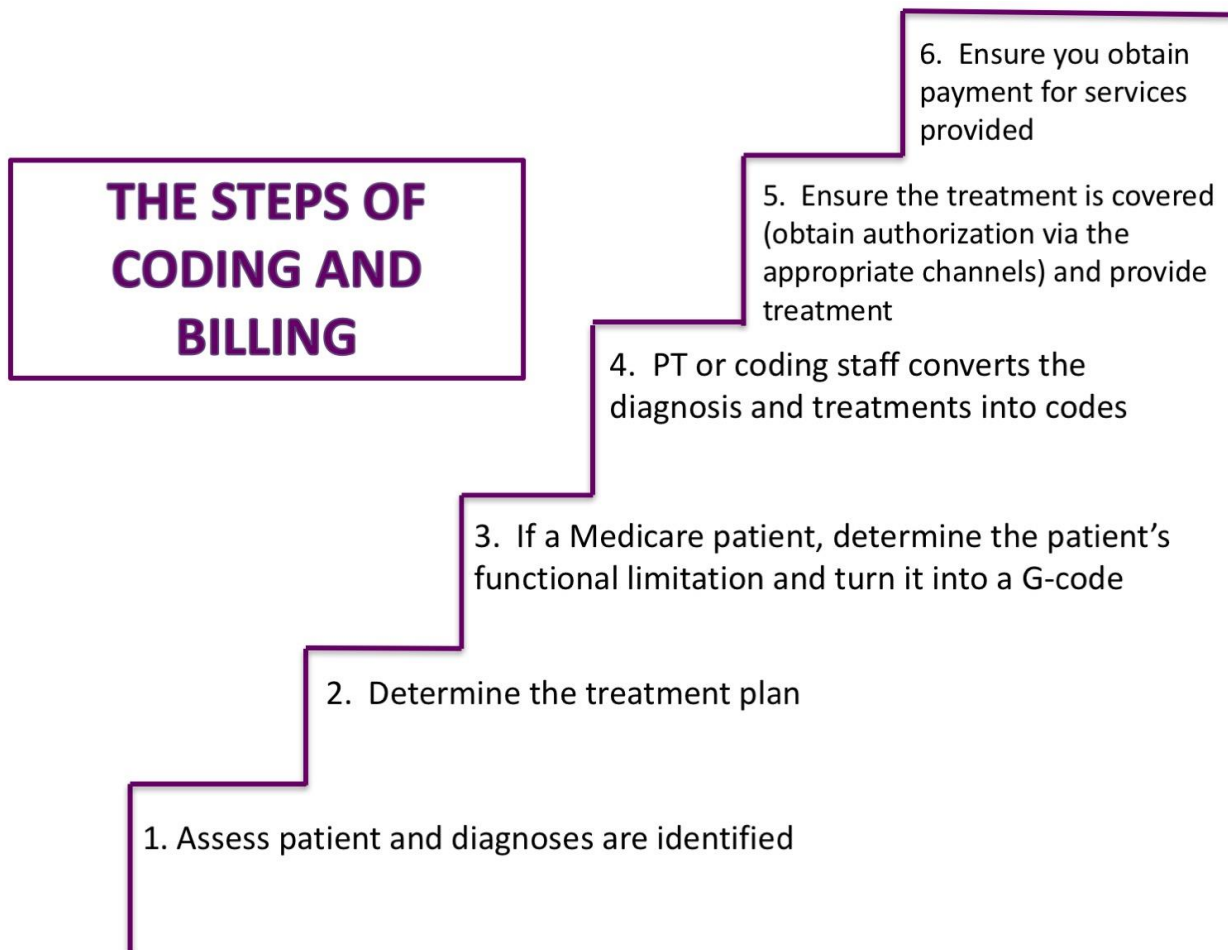 THE STEPS OF
CODING AND
BILLING
6.  Ensure you obtain
payment for services
provided
5.  Ensure the treatment is covered
(obtain authorization via the
appropriate channels) and provide
treatment
4.  PT or coding staff converts the
diagnosis and treatments into codes
3.  If a Medicare patient, determine the patient’s
functional limitation and turn it into a G-code
2.  Determine the treatment plan
1. Assess patient and diagnoses are identified